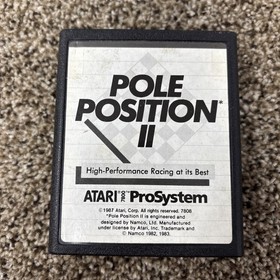 POLE
POSITION®
II
High-Performance Racing at its Best
ATARI 7800 ProSystem
©1987 Atari, Corp. All rights reserved. 7808
"Pole Position II is engineered and
designed by Namco, Ltd. Manufactured
under license by Atari, Inc. Trademark and
© Namco 1982, 1983.